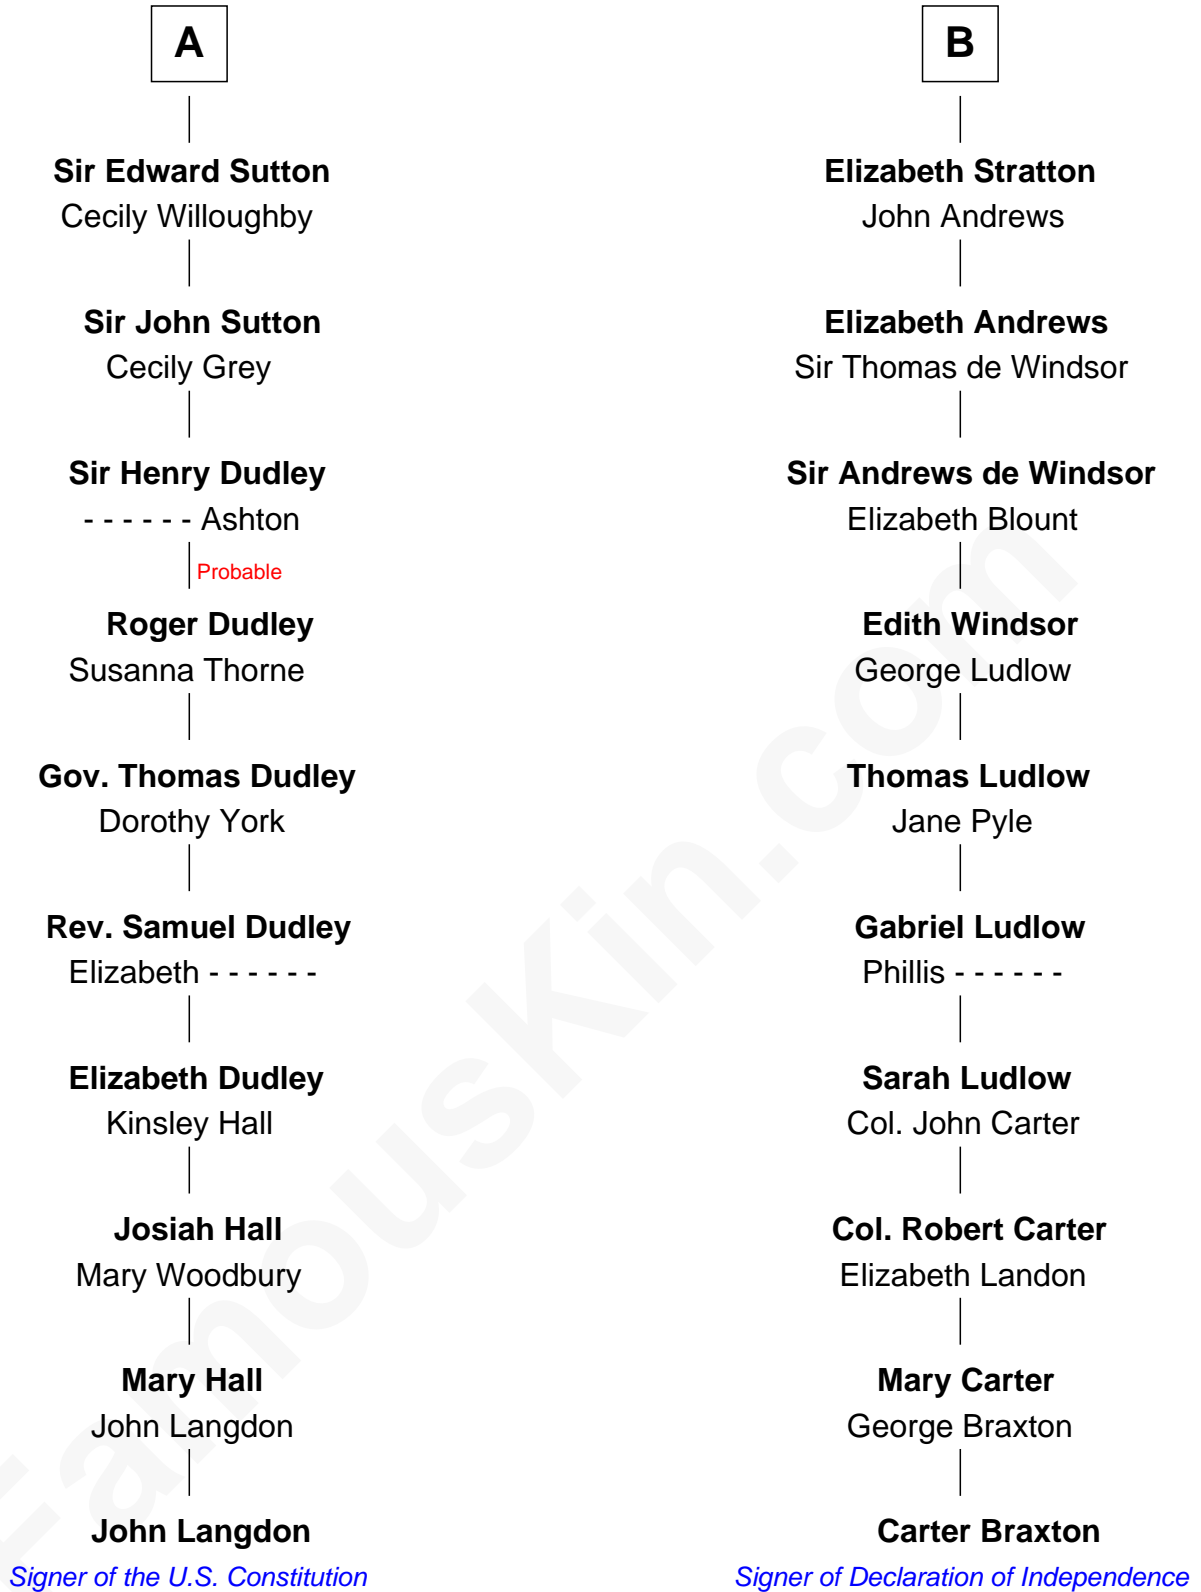 A
Sir Edward Sutton
Cecily Willoughby
Sir John Sutton
Cecily Grey
Sir Henry Dudley
- - - - - - Ashton
Probable
Roger Dudley
Susanna Thorne
Gov. Thomas Dudley
Dorothy York
Rev. Samuel Dudley
Elizabeth - - - - - -
Elizabeth Dudley
Kinsley Hall
Josiah Hall
Mary Woodbury
Mary Hall
John Langdon
John Langdon
Signer of the U.S. Constitution
B
Elizabeth Stratton
John Andrews
Elizabeth Andrews
Sir Thomas de Windsor
Sir Andrews de Windsor
Elizabeth Blount
Edith Windsor
George Ludlow
Thomas Ludlow
Jane Pyle
Gabriel Ludlow
Phillis - - - - - -
Sarah Ludlow
Col. John Carter
Col. Robert Carter
Elizabeth Landon
Mary Carter
George Braxton
Carter Braxton
Signer of Declaration of Independence
FamousKin.com